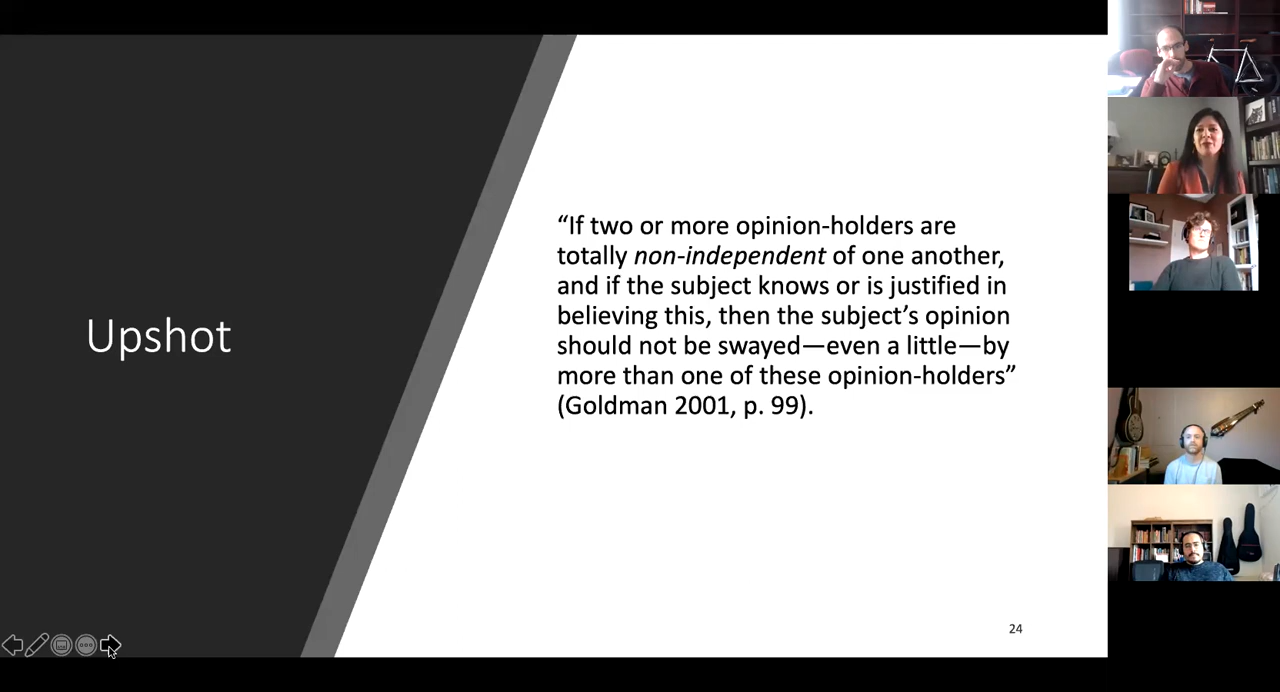 Upshot
“If two or more opinion-holders are
totally non-independent of one another,
and if the subject knows or is justified in
believing this, then the subject’s opinion
should not be swayed—even a little—by
more than one of these opinion-holders”
(Goldman 2001, p. 99).
24